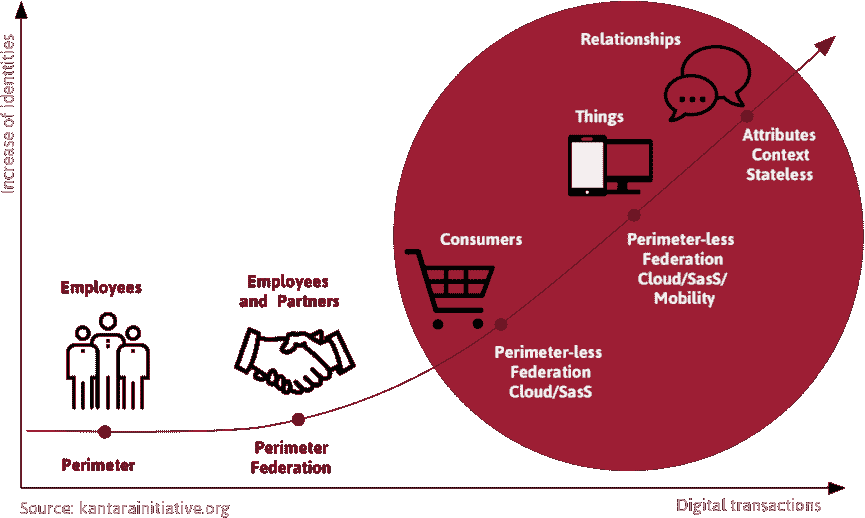 Increase of identtities
Relationships
Things
Attributes
Context
Stateless
Consumers
Perimeter-less
Federation
Cloud/SasS/
Mobility
Employees
Employees
and Partners
Perimeter-less
Federation
Cloud/SasS
Perimeter
Perimeter
Federation
Source: kantarainitiative.org
Digital transactions